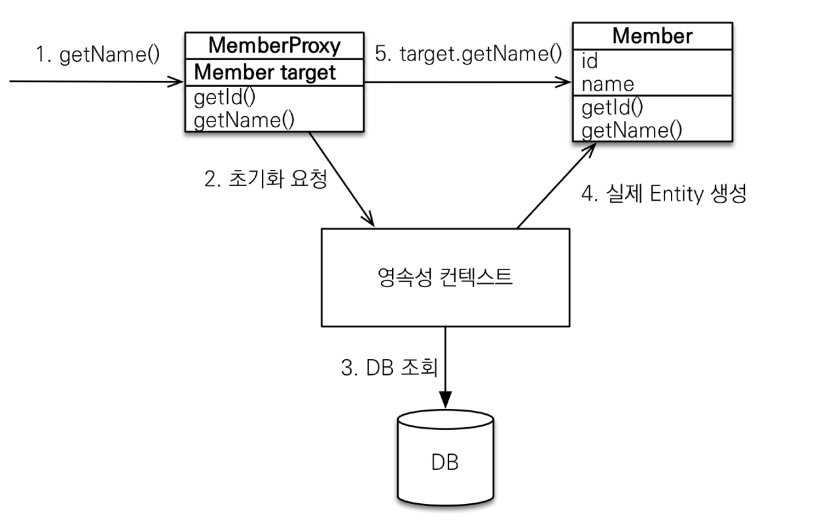 1. getName()
MemberProxy
Member target
getId()
getName()
5. target.getName()
Member
id
name
getId()
getName()
2. 초기화 요청
4. 실제 Entity 생성
영속성 컨텍스트
3. DB 조회
DB